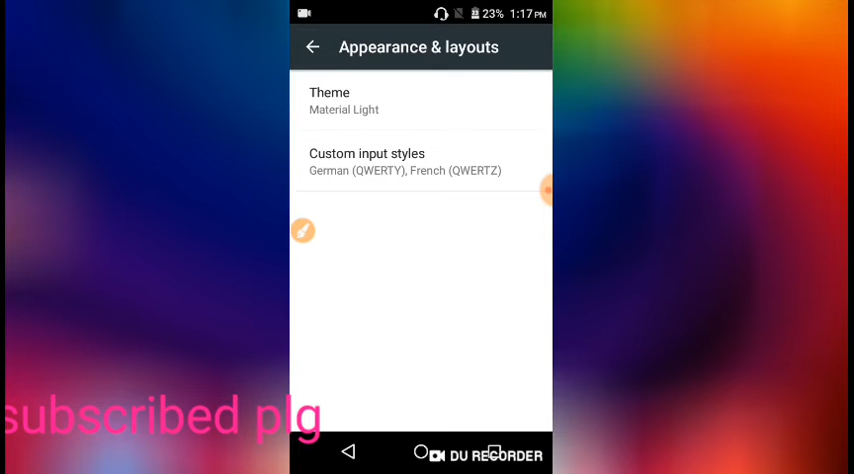 23% 1:17 PM
Appearance & layouts
Theme
Material Light
Custom input styles
German (QWERTY), French (QWERTZ)
subscribed plg
DU RECORDER